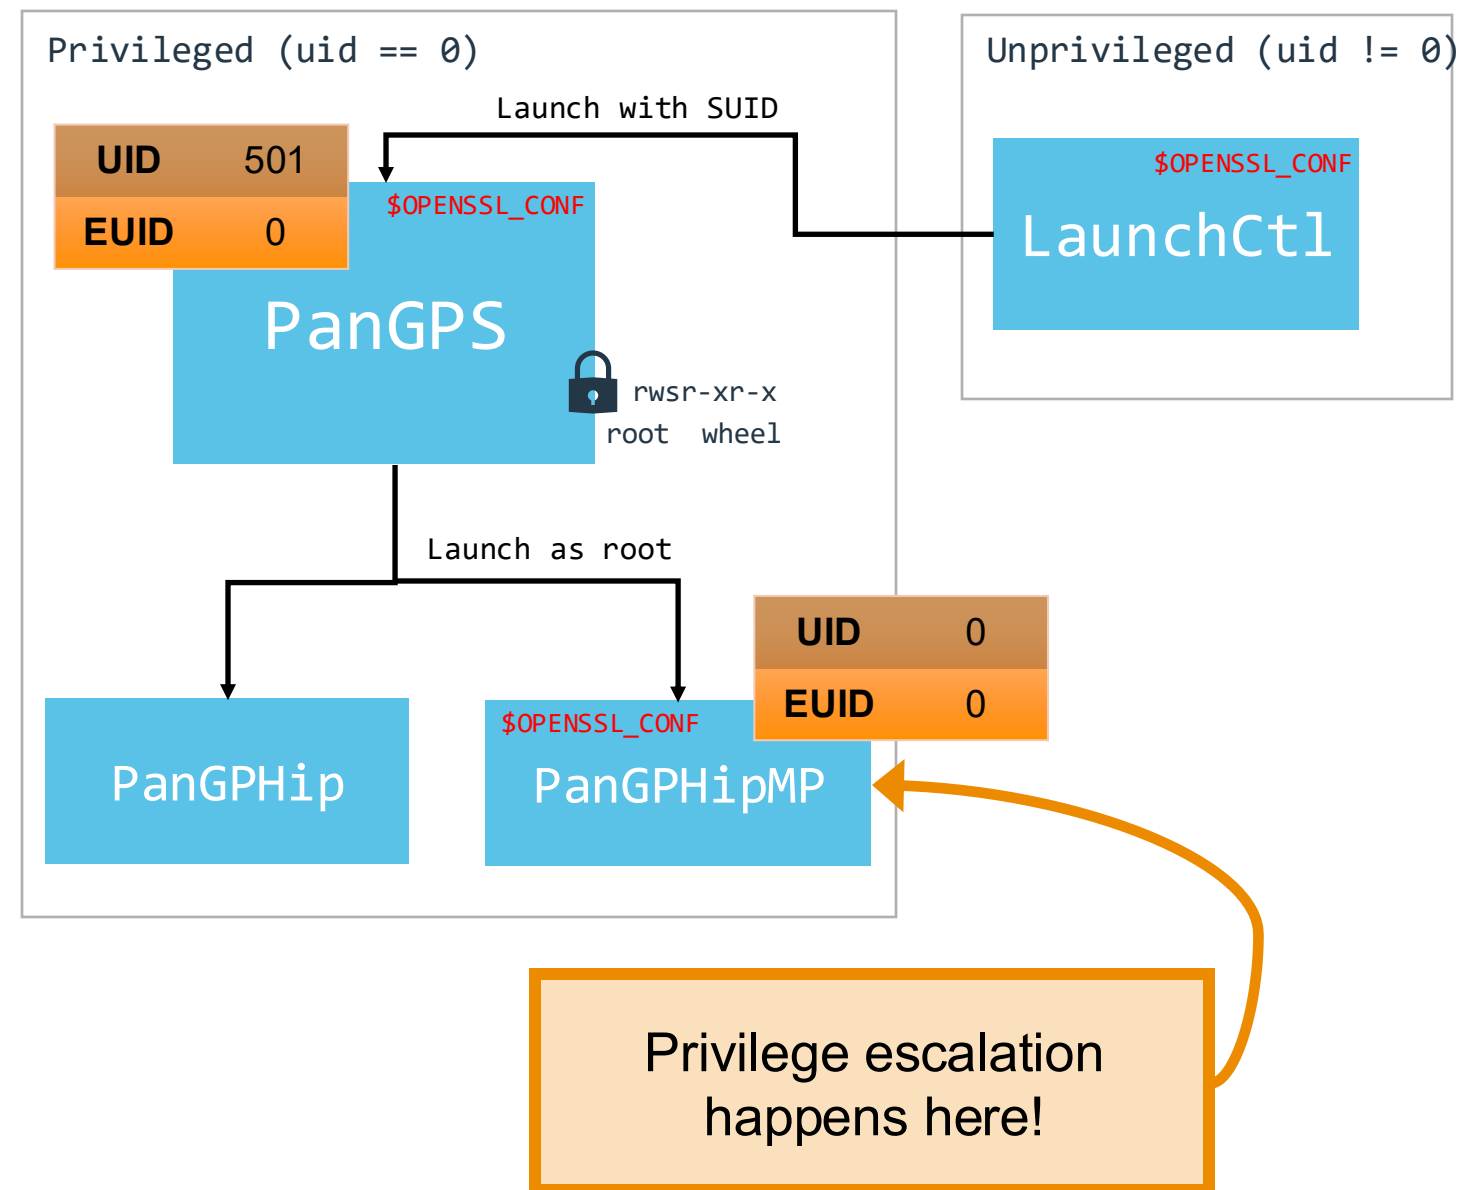 Privileged (uid == 0)
Unprivileged (uid != 0)
Launch with SUID
UID 501
EUID 0
$OPENSSL_CONF
PanGPS
rwsr-xr-x
root wheel
$OPENSSL_CONF
LaunchCtl
Launch as root
UID 0
EUID 0
PanGPHip
$OPENSSL_CONF
PanGPHipMP
Privilege escalation
happens here!